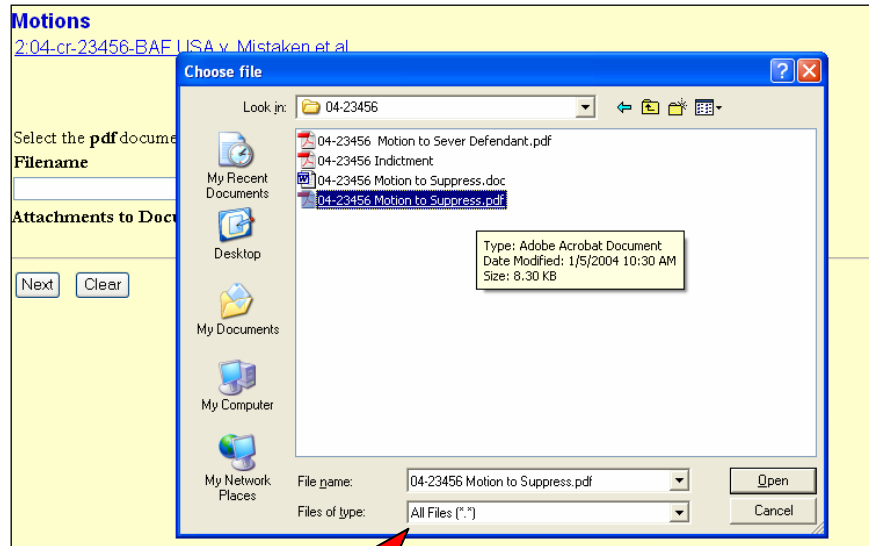 Motions
2:04-cr-23456-BAF USA v. Mistaken et al
Choose file
Look in:
04-23456
Select the pdf docume
Filename
Attachments to Docu
Next
Clear
My Recent
Documents
Desktop
My Documents
My Computer
My Network
Places
04-23456 Motion to Sever Defendant.pdf
04-23456 Indictment
04-23456 Motion to Suppress.doc
04-23456 Motion to Suppress.pdf
Type: Adobe Acrobat Document
Date Modified: 1/5/2004 10:30 AM
Size: 8.30 KB
File name:
04-23456 Motion to Suppress.pdf
Open
Files of type:
All Files (*.*)
Cancel